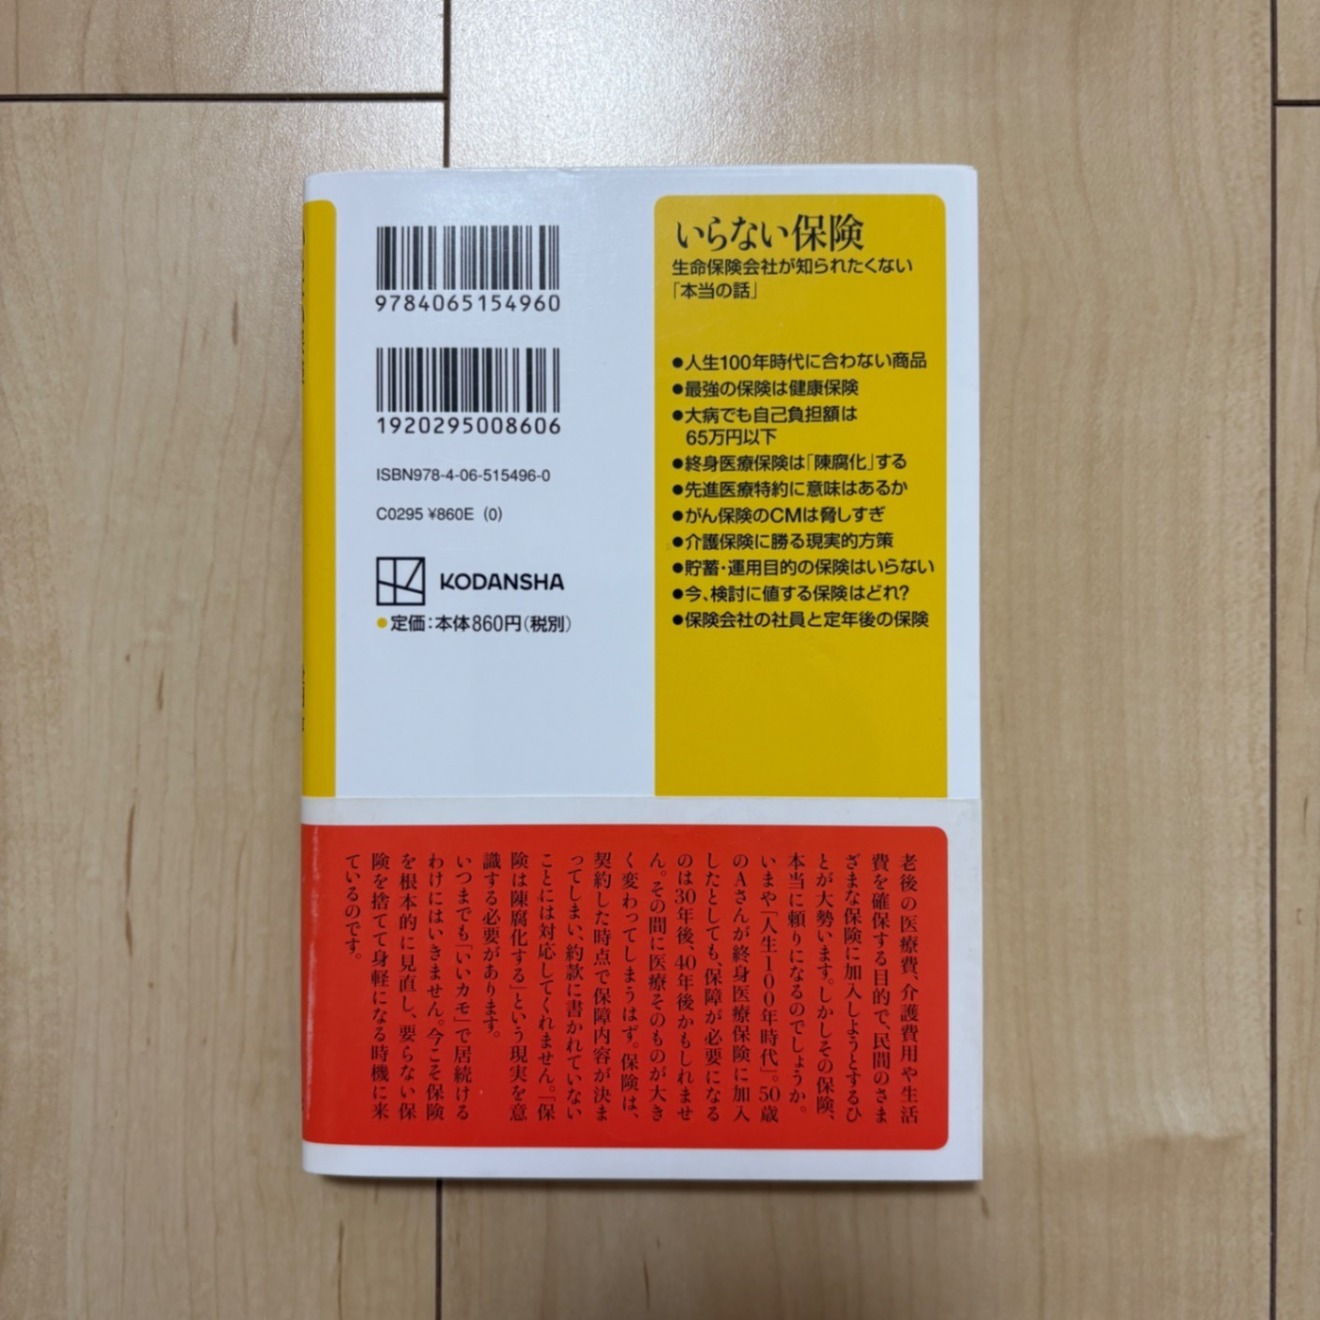 9784065154960
1920295008606
ISBN978-4-06-515496-0
C0295 ¥860E (0)
KODANSHA
●定価:本体860円(税別)
いらない保険
生命保険会社が知られたくない
「本当の話」
●人生100年時代に合わない商品
●最強の保険は健康保険
●大病でも自己負担額は
65万円以下
●終身医療保険は「陳腐化」する
●先進医療特約に意味はあるか
●がん保険のCMは脅しすぎ
●介護保険に勝る現実的方策
●貯蓄・運用目的の保険はいらない
●今、検討に値する保険はどれ?
●保険会社の社員と定年後の保険
老後の医療費、介護費用や生活
費を確保する目的で、民間のさま
ざまな保険に加入しようとするひ
とが大勢います。しかしその保険、
本当に頼りになるのでしょうか。
いまや「人生100年時代」。50歳
のAさんが終身医療保険に加入
したとしても、保障が必要になる
のは30年後、40年後かもしれませ
ん。その間に医療そのものが大き
く変わってしまうはず。保険は、
契約した時点で保障内容が決ま
ってしまい、約款に書かれていない
ことには対応してくれません。「保
険は陳腐化する」という現実を意
識する必要があります。
いつまでも「いいカモ」で居続ける
わけにはいきません。今こそ保険
を根本的に見直し、要らない保
険を捨てて身軽になる時機に来
ているのです。